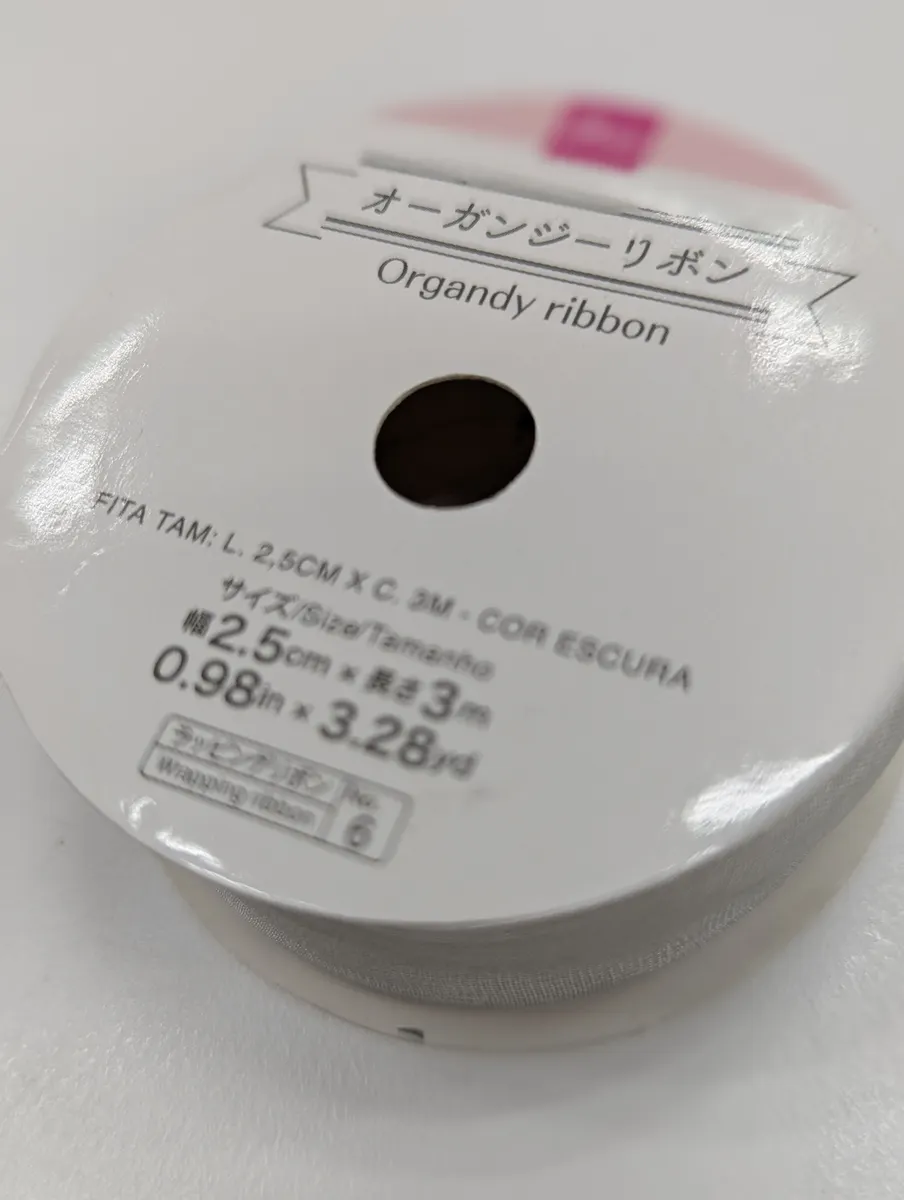 オーガンジーリボン
Organdy ribbon
FITA TAM: L. 2,5CM X C. 3M - COR ESCURA
サイズ/Size/Tamanho
幅2.5cm × 長さ3m
0.98in × 3.28yd
ラッピングリボン
Wrapping ribbon
No.
6